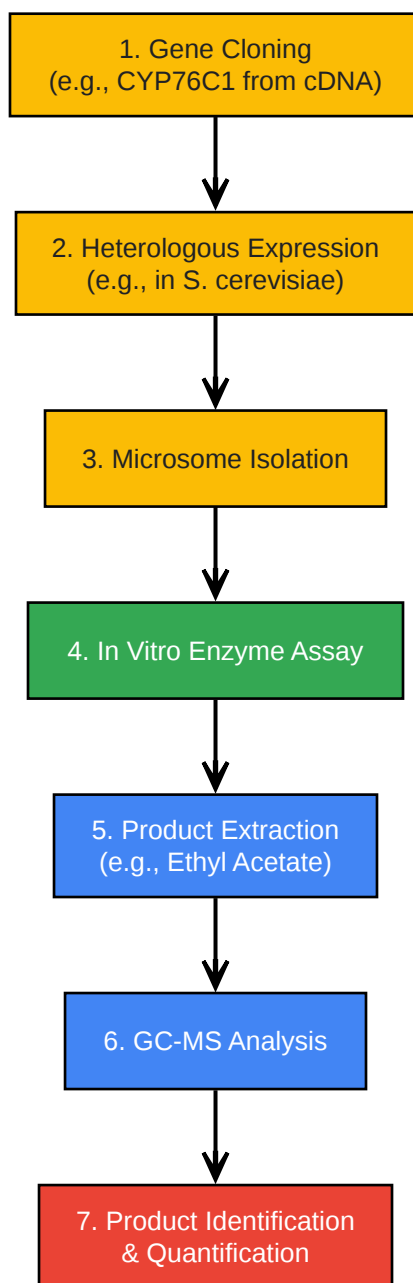 1. Gene Cloning
(e.g., CYP76C1 from cDNA)
2. Heterologous Expression
(e.g., in S. cerevisiae)
3. Microsome Isolation
4. In Vitro Enzyme Assay
5. Product Extraction
(e.g., Ethyl Acetate)
6. GC-MS Analysis
7. Product Identification
& Quantification